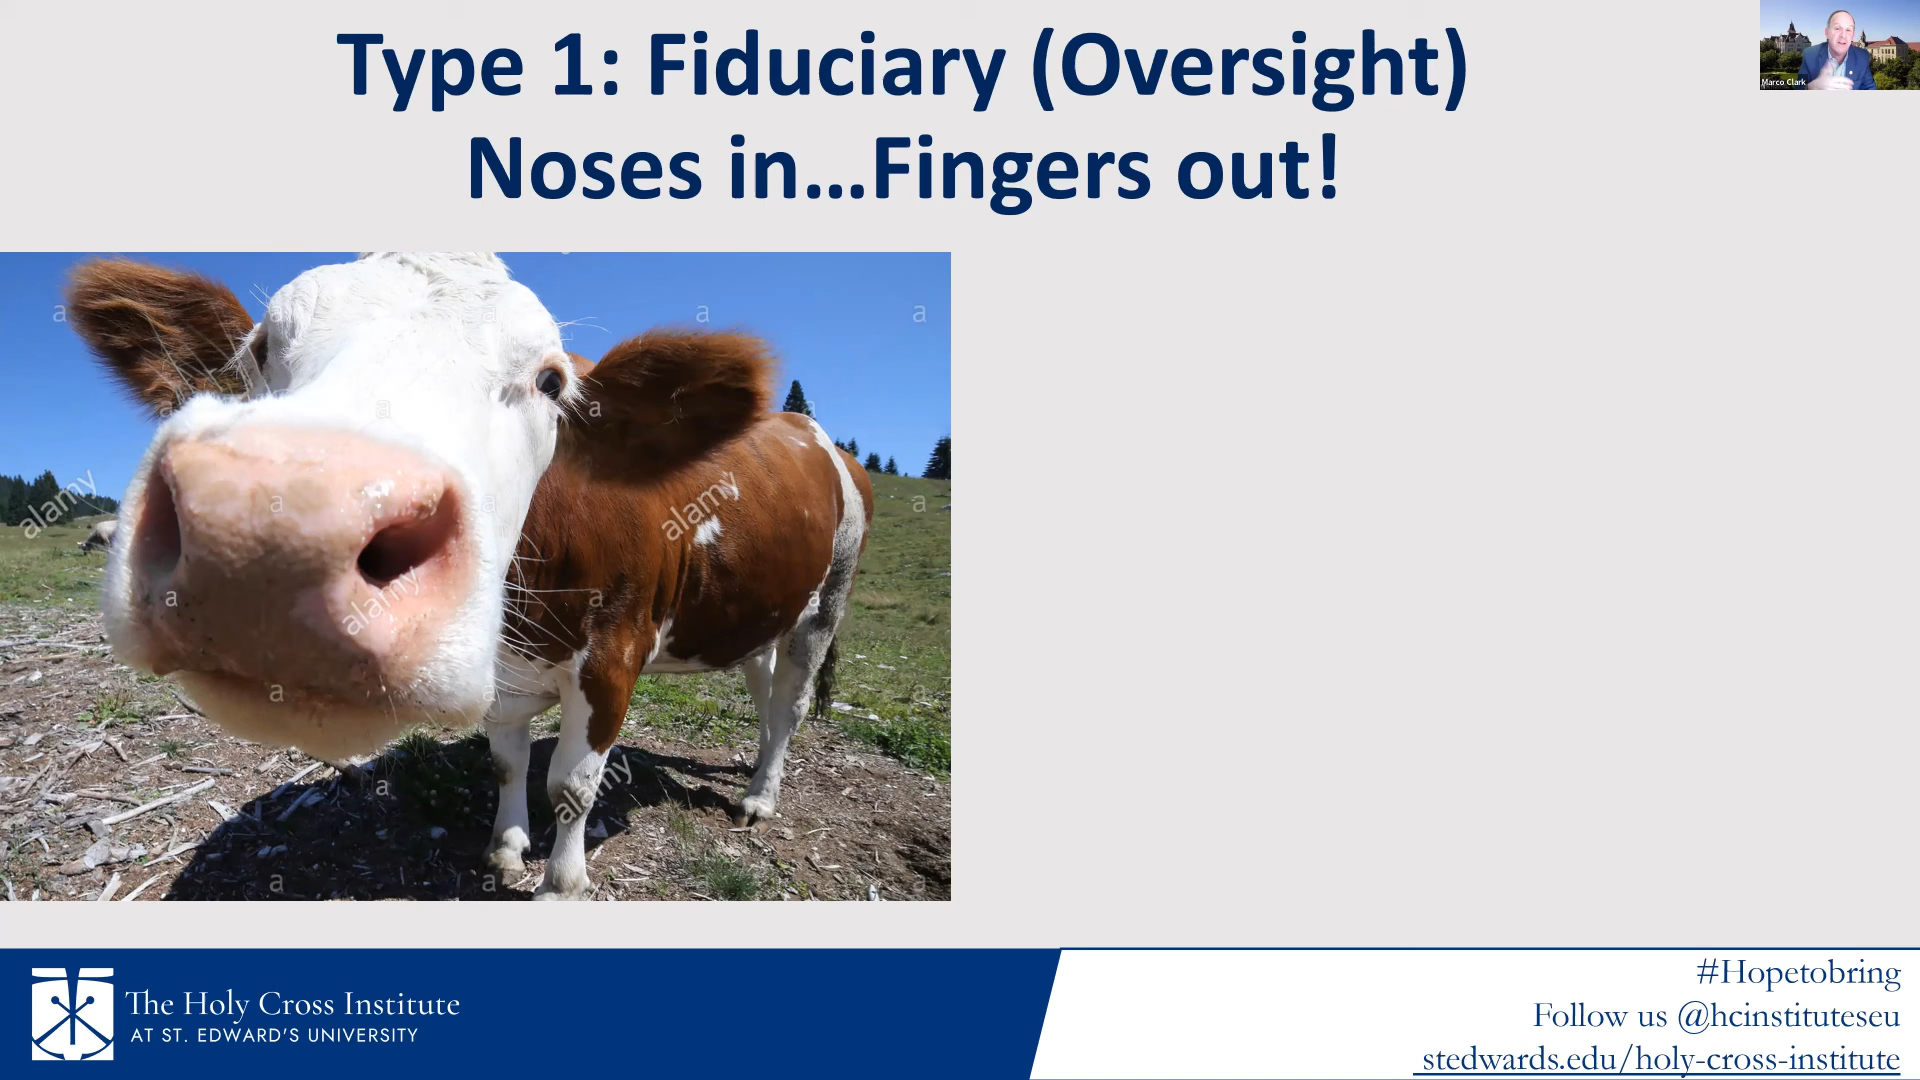 Type 1: Fiduciary (Oversight)
Noses in...Fingers out!
Marco Clark
a
a
a
a
a
a
a
alamy
a
a
alamy
a
alamy
a
a
a
a
a
a
a
a
alamy
a
a
a
a
The Holy Cross Institute
AT ST. EDWARD'S UNIVERSITY
#Hopetobring
Follow us @hcinstituteseu
stedwards.edu/holy-cross-institute